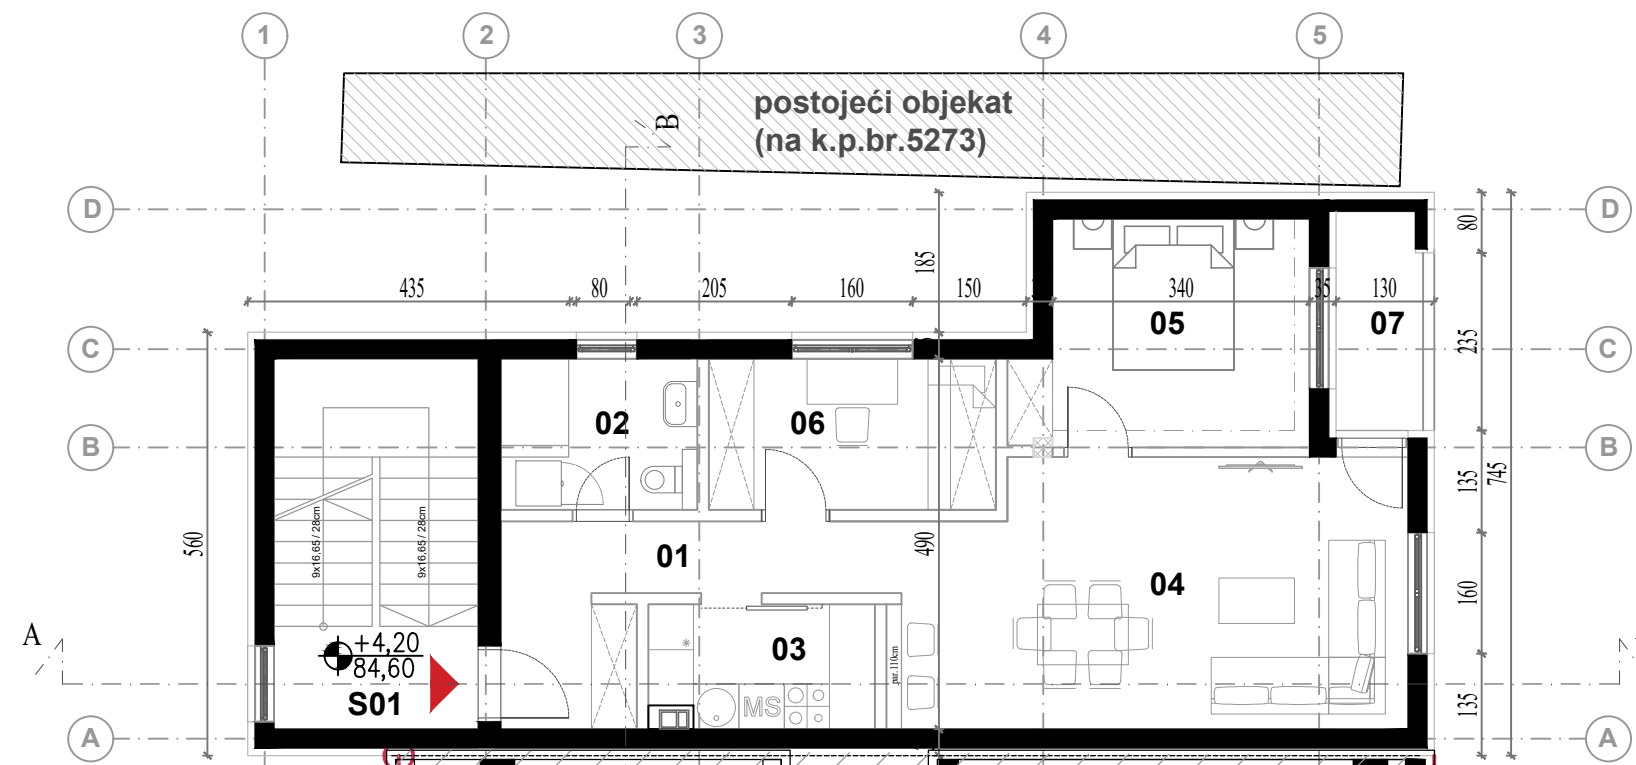 1 2 3 4 5
postojeći objekat
B
(na k.p.br.5273)
D D
80
185
435 80 205 160 150 340 35 130
05 07
C C
235
02 06
B B
745
135
9x16.65 / 28cm 9x16.65 / 28cm
560
490
01
04
160
A
+4,20
84,60
03
par.110cm
S01
MS
135
A A